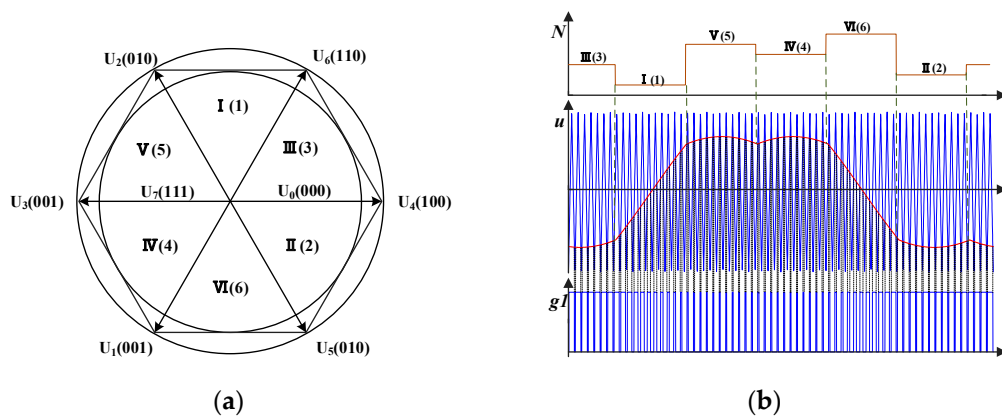 U2(010)
U6(110)
Ⅰ(1)
Ⅴ(5)
Ⅲ(3)
U3(001)
U7(111)
U0(000)
U4(100)
Ⅳ(4)
Ⅱ(2)
Ⅵ(6)
U1(001)
U5(010)
(a)
N
Ⅲ(3)
Ⅰ(1)
Ⅴ(5)
Ⅳ(4)
Ⅵ(6)
Ⅱ(2)
u
g1
(b)